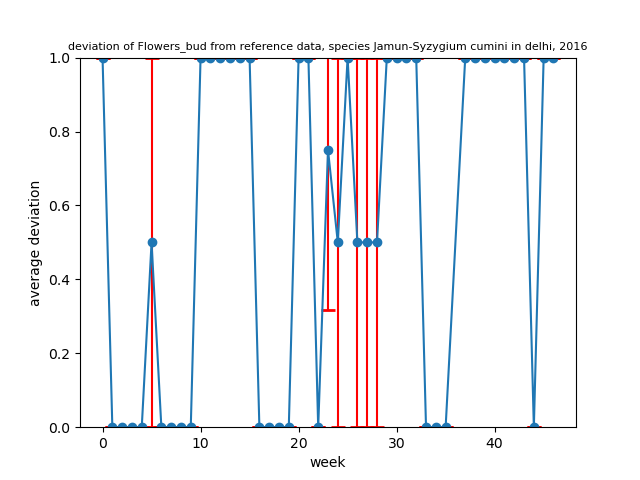 deviation of Flowers_bud from reference data, species Jamun-Syzygium cumini in delhi, 2016
1.0
0.8
0.6
0.4
0.2
0.0
average deviation
0 10 20 30 40
week